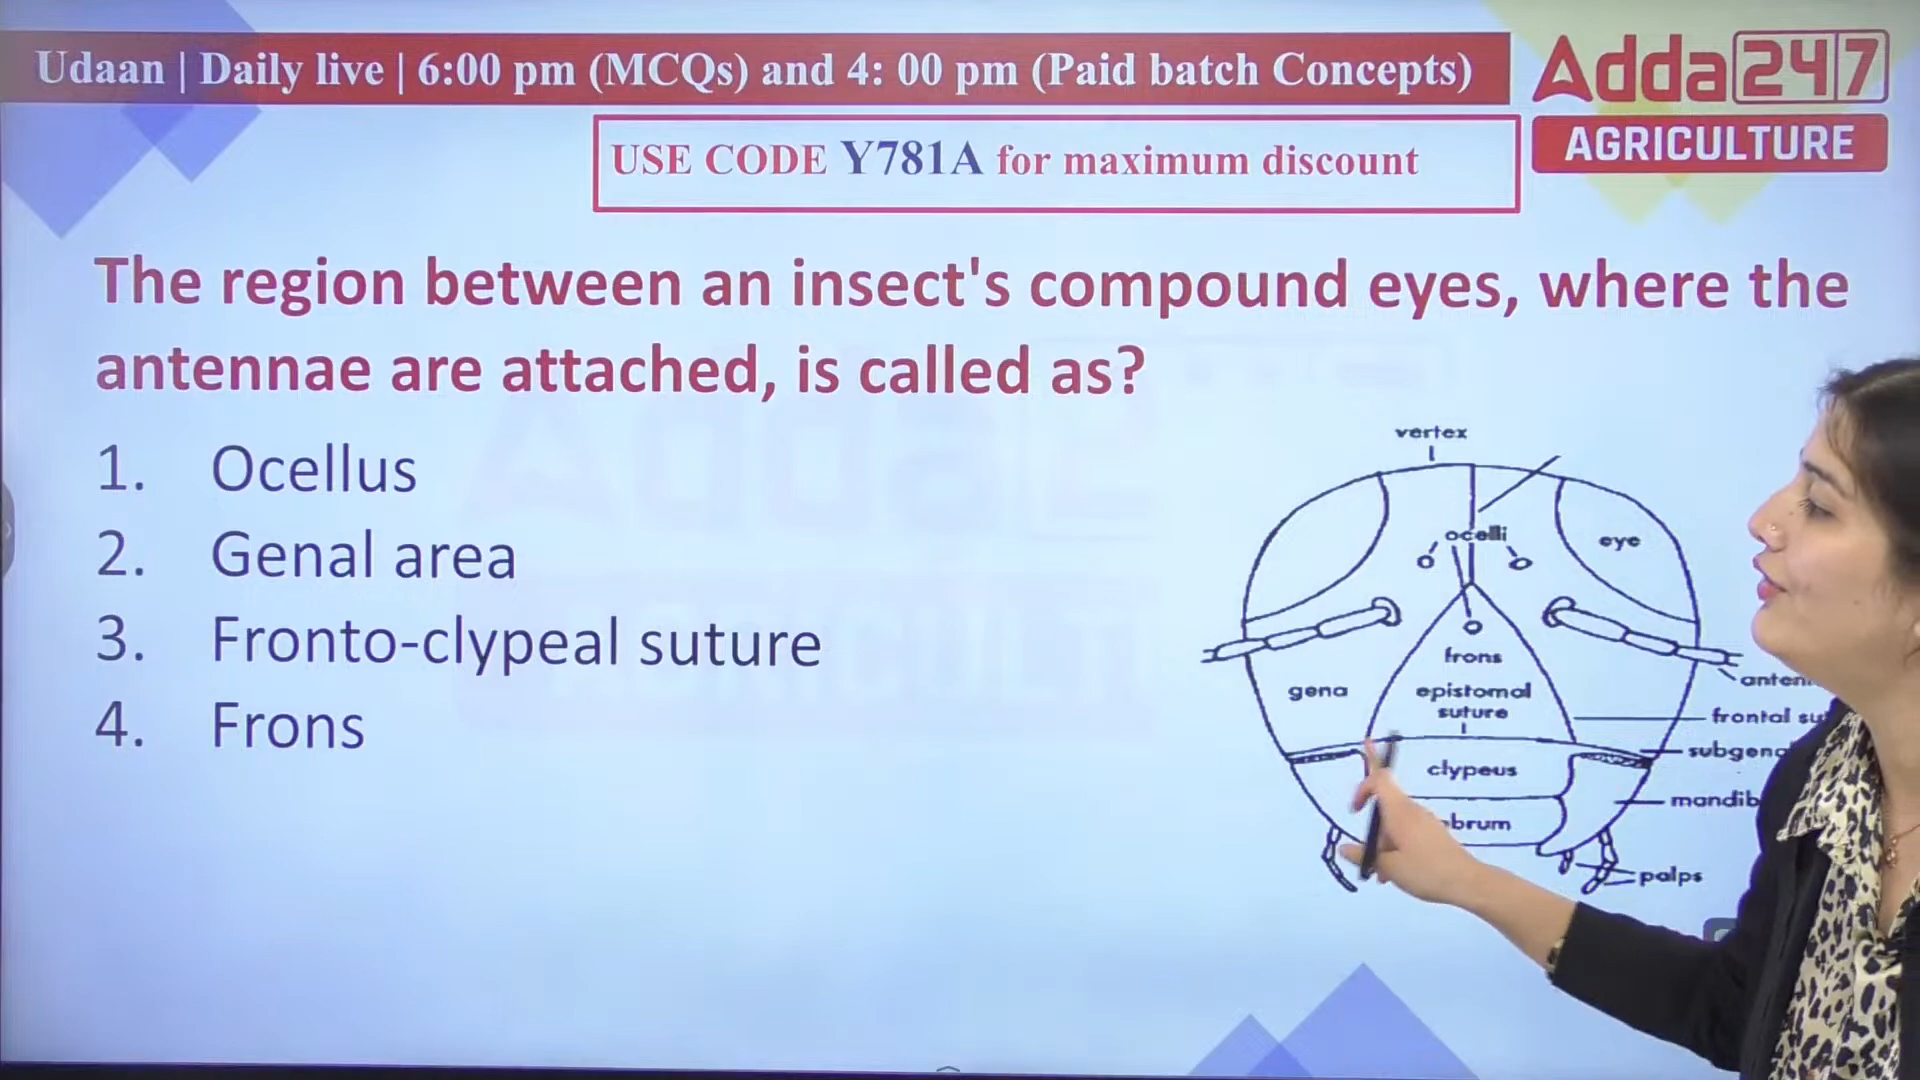 Udaan | Daily live | 6:00 pm (MCQs) and 4: 00 pm (Paid batch Concepts)
Adda247
AGRICULTURE
USE CODE Y781A for maximum discount
The region between an insect's compound eyes, where the
antennae are attached, is called as?
1. Ocellus
2. Genal area
3. Fronto-clypeal suture
4. Frons
vertex
ocelli
eye
frons
gena
epistomal
suture
frontal
clypeus
palps